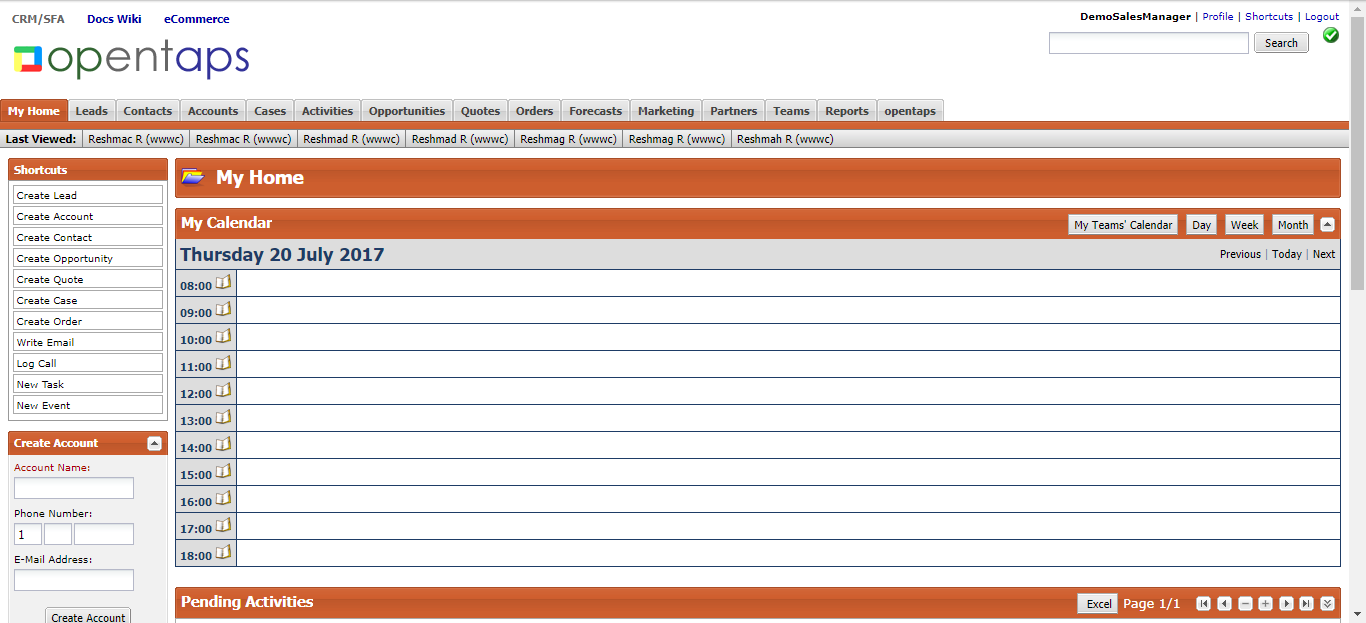 CRM/SFA Docs Wiki eCommerce
DemoSalesManager | Profile | Shortcuts | Logout
opentaps
Search
My Home Leads Contacts Accounts Cases Activities Opportunities Quotes Orders Forecasts Marketing Partners Teams Reports opentaps
Last Viewed: Reshmac R (wwwc) Reshmac R (wwwc) Reshmad R (wwwc) Reshmad R (wwwc) Reshmag R (wwwc) Reshmag R (wwwc) Reshmah R (wwwc)
Shortcuts
Create Lead
Create Account
Create Contact
Create Opportunity
Create Quote
Create Case
Create Order
Write Email
Log Call
New Task
New Event
Create Account
Account Name:
Phone Number:
1
E-Mail Address:
Create Account
My Home
My Calendar
My Teams' Calendar Day Week Month
Thursday 20 July 2017
Previous | Today | Next
08:00
09:00
10:00
11:00
12:00
13:00
14:00
15:00
16:00
17:00
18:00
Pending Activities
Excel Page 1/1